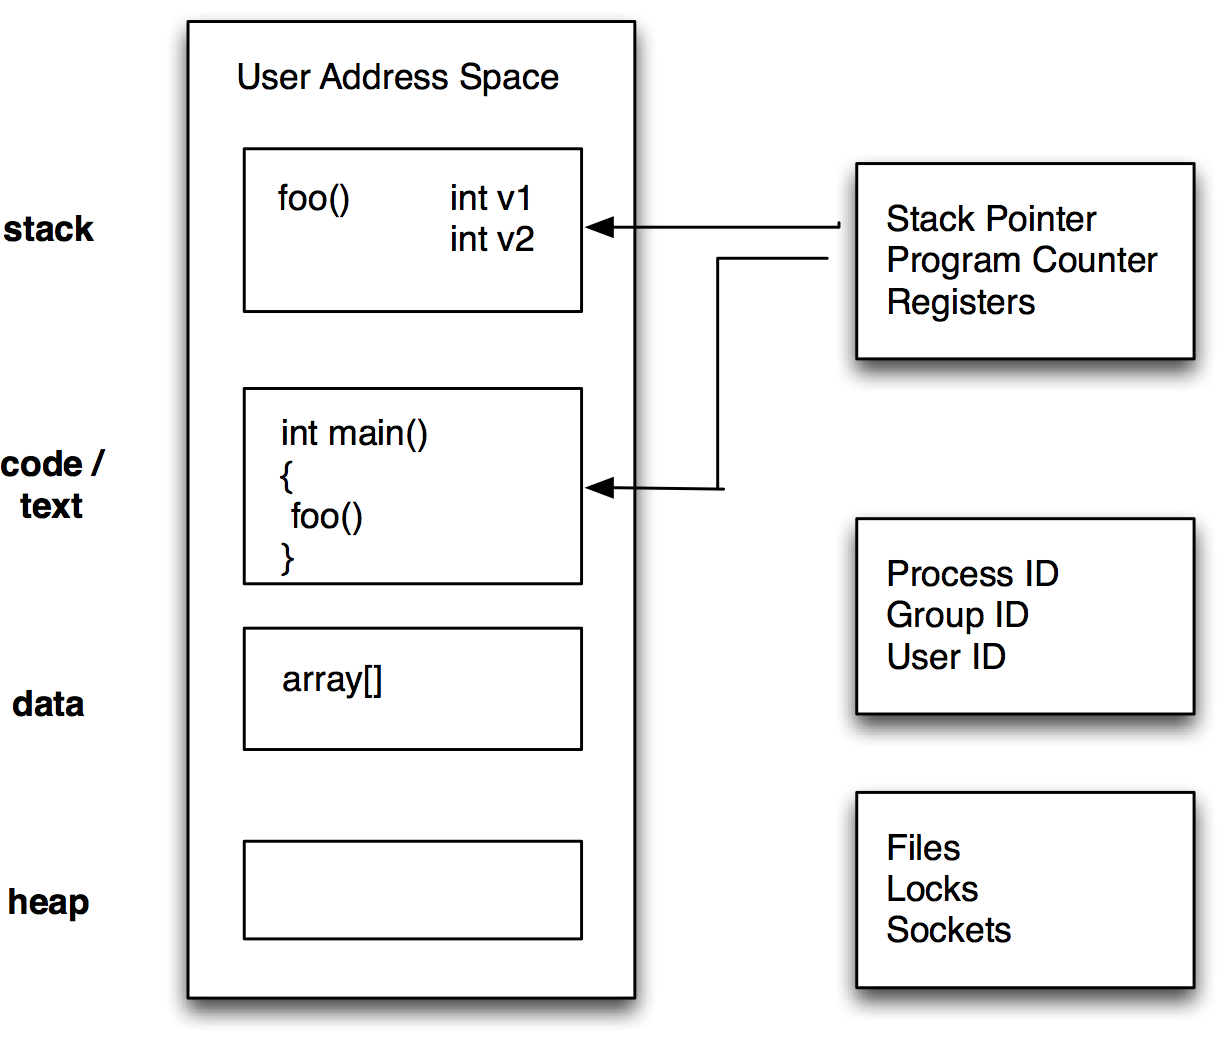 User Address Space
stack
foo() int v1
int v2
code /
text
int main()
{
foo()
}
data
array[]
heap
Stack Pointer
Program Counter
Registers
Process ID
Group ID
User ID
Files
Locks
Sockets